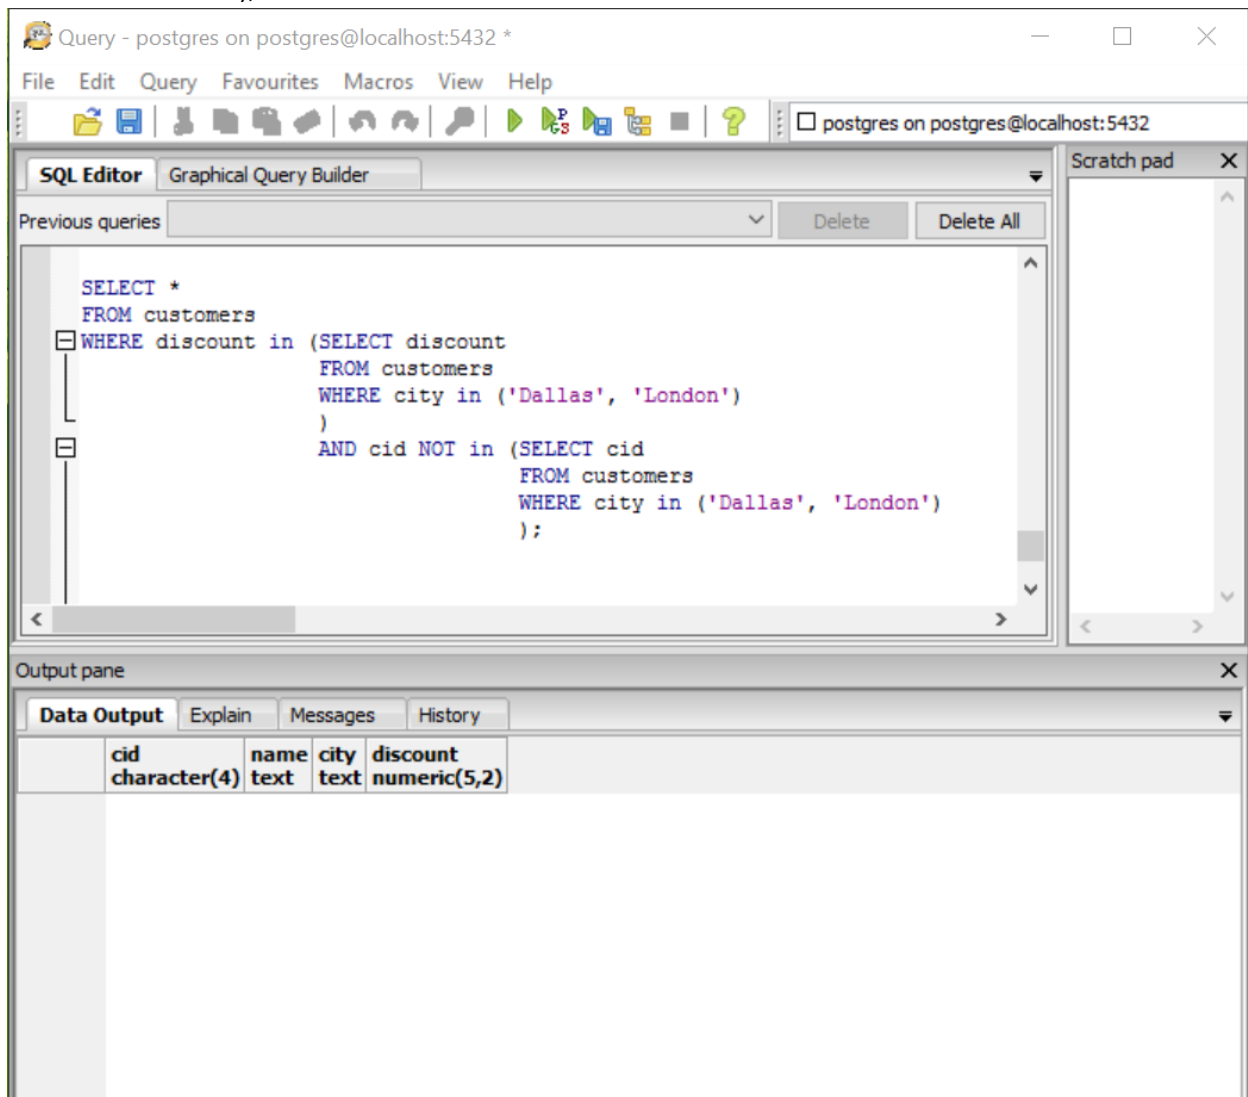 Query - postgres on postgres@localhost:5432 *
File Edit Query Favourites Macros View Help
postgres on postgres@localhost:5432
SQL Editor Graphical Query Builder
Scratch pad
Previous queries Delete Delete All
SELECT *
FROM customers
WHERE discount in (SELECT discount
FROM customers
WHERE city in ('Dallas', 'London')
)
AND cid NOT in (SELECT cid
FROM customers
WHERE city in ('Dallas', 'London')
);
Output pane
Data Output Explain Messages History
cid name city discount
character(4) text text numeric(5,2)